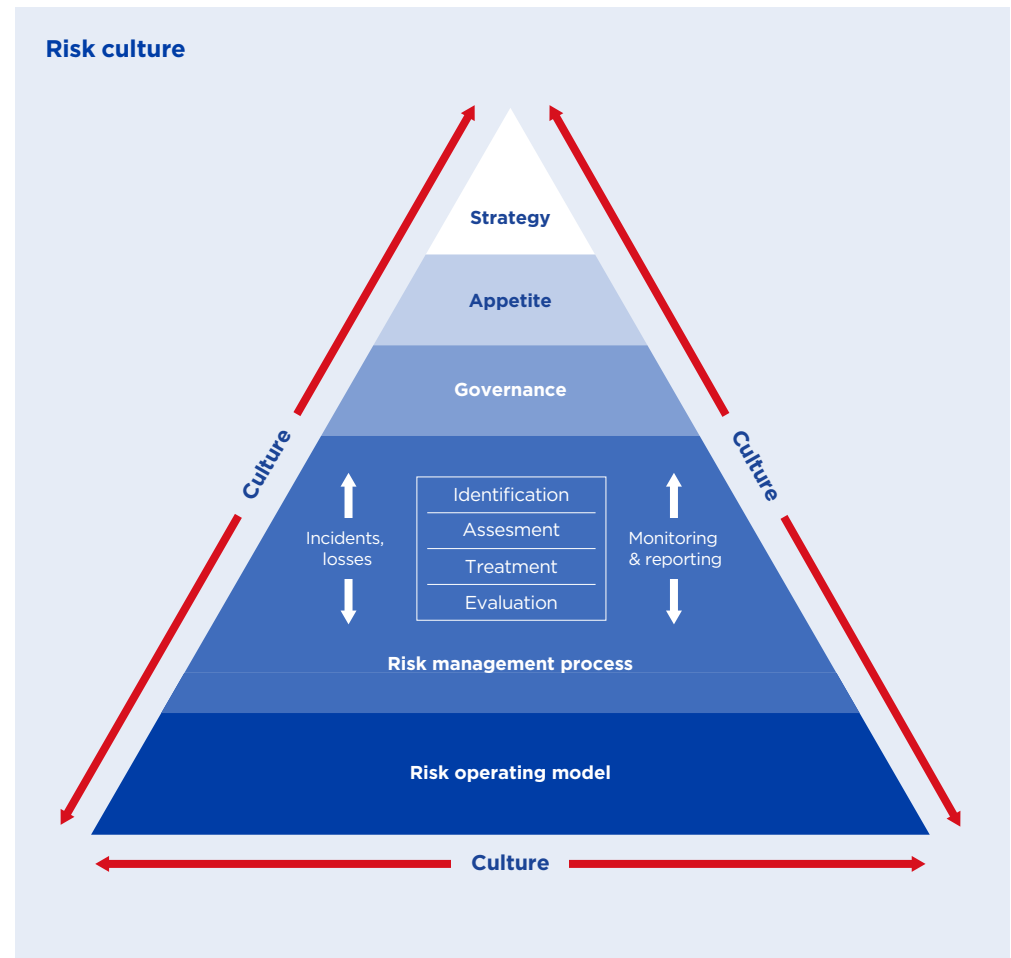 Risk culture
Strategy
Appetite
Governance
Culture
Culture
Incidents,
losses
Identification
Assesment
Treatment
Evaluation
Monitoring
& reporting
Risk management process
Risk operating model
Culture